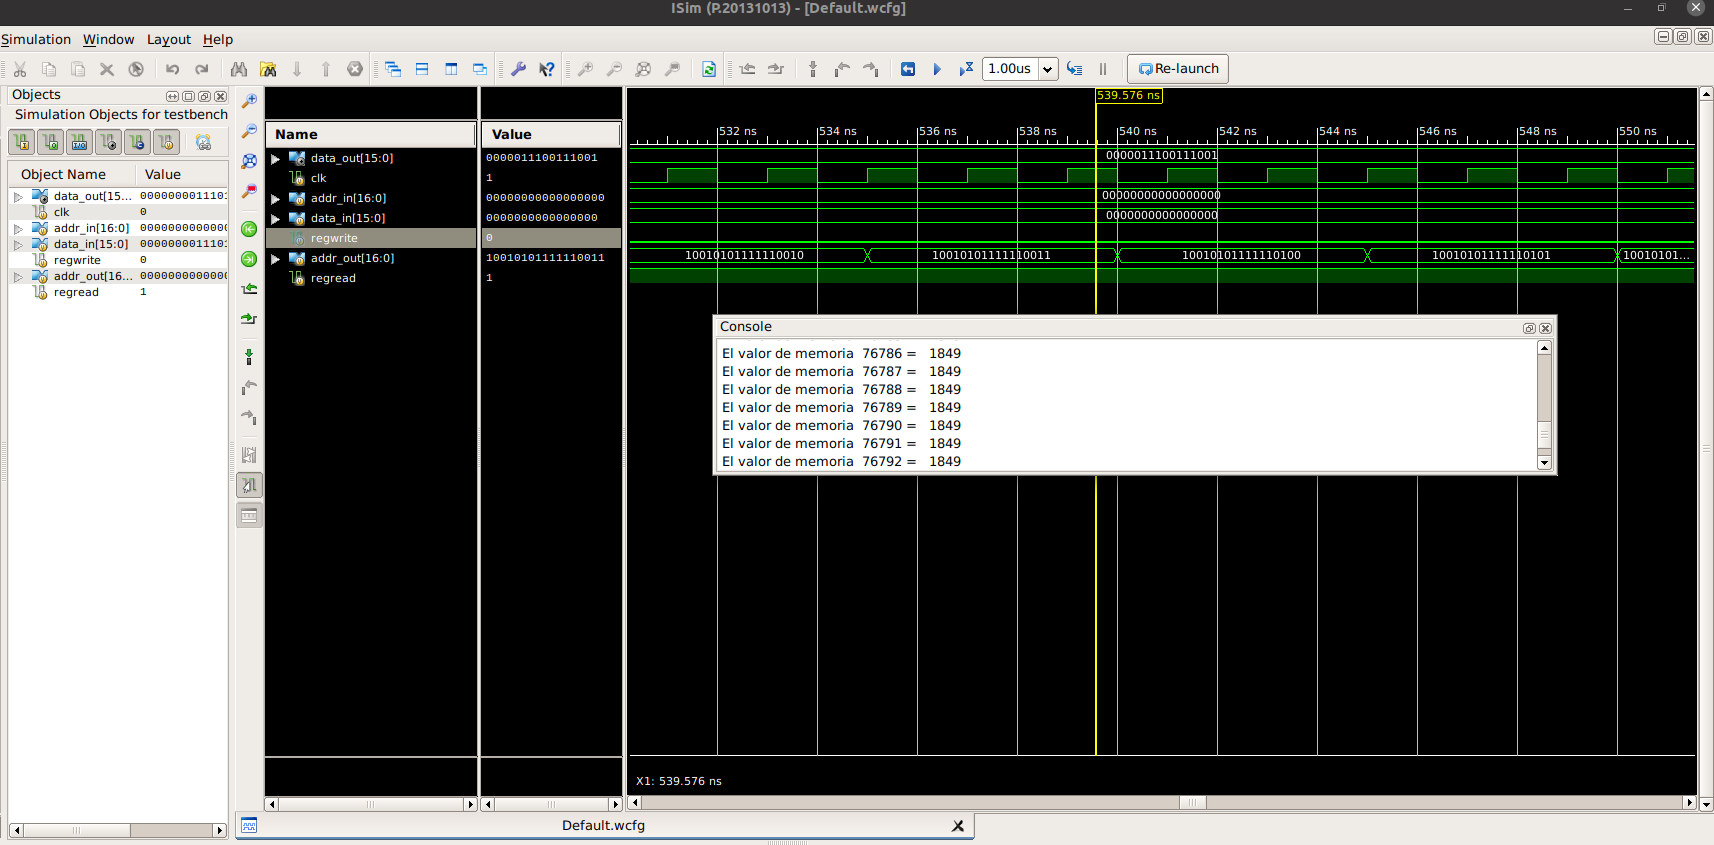 ISim (P.20131013) - [Default.wcfg]
Simulation Window Layout Help
1.00us Re-launch
Objects
Simulation Objects for testbench
Object Name Value
data_out[15... 00000000011101
clk 0
addr_in[16:0] 0000000000000
data_in[15:0] 00000000011101
regwrite 0
addr_out[16... 0000000000000
regread 1
Name Value
data_out[15:0] 0000011100111001
clk 1
addr_in[16:0] 00000000000000000
data_in[15:0] 0000000000000000
regwrite 0
addr_out[16:0] 10010101111110011
regread 1
539.576 ns
532 ns 534 ns 536 ns 538 ns 540 ns 542 ns 544 ns 546 ns 548 ns 550 ns
0000011100111001
00000000000000000
0000000000000000
10010101111110010 10010101111110011 10010101111110100 10010101111110101 10010101...
Console
El valor de memoria 76786 = 1849
El valor de memoria 76787 = 1849
El valor de memoria 76788 = 1849
El valor de memoria 76789 = 1849
El valor de memoria 76790 = 1849
El valor de memoria 76791 = 1849
El valor de memoria 76792 = 1849
X1: 539.576 ns
Default.wcfg